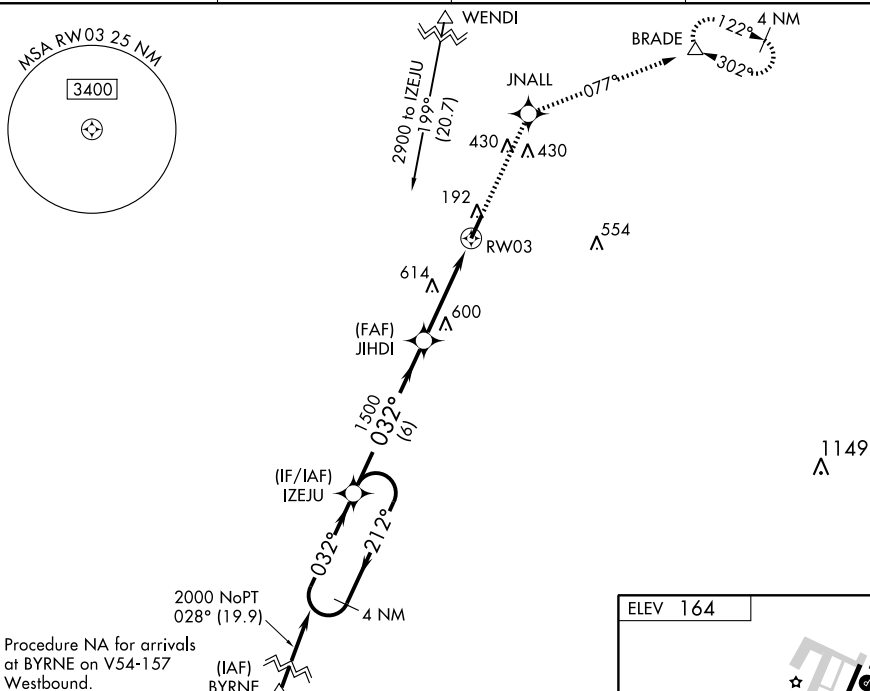 MSA RW03 25 NM
3400
WENDI
2900 to IZEJU
199°
(20.7)
BRADE
122°
4 NM
302°
JNALL
077°
430
430
192
RW03
554
614
600
(FAF)
JIHDI
1500
032°
(6)
1149
(IF/IAF)
IZEJU
032°
212°
4 NM
2000 NoPT
028° (19.9)
Procedure NA for arrivals
at BYRNE on V54-157
Westbound.
(IAF)
BYRNE
ELEV 164